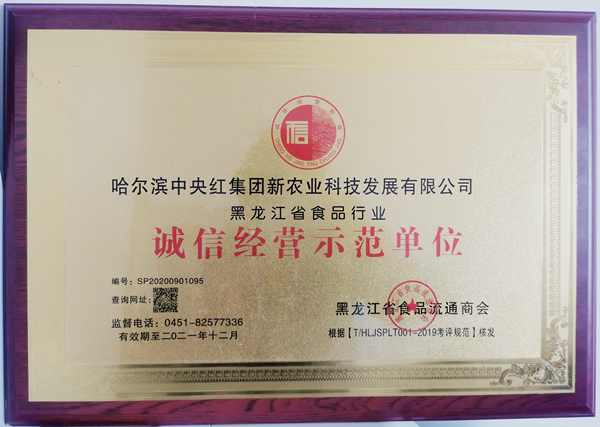 信
哈尔滨中央红集团新农业科技发展有限公司
黑龙江省食品行业
诚信经营示范单位
编号：SP20200901095
查询网址：
监督电话：0451-82577336
有效期至二〇二一年十二月
黑龙江省食品流通商会
根据【T/HLJSPLT001-2019考评规范】核发